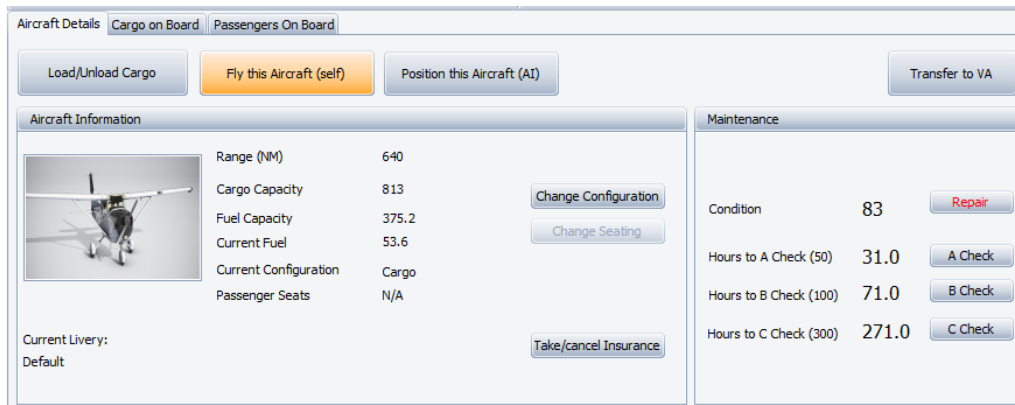 Aircraft Details Cargo on Board Passengers On Board
Load/Unload Cargo Fly this Aircraft (self) Position this Aircraft (AI) Transfer to VA
Aircraft Information
Range (NM) 640
Cargo Capacity 813
Fuel Capacity 375.2
Current Fuel 53.6
Current Configuration Cargo
Passenger Seats N/A
Change Configuration
Change Seating
Current Livery:
Default
Take/cancel Insurance
Maintenance
Condition 83 Repair
Hours to A Check (50) 31.0 A Check
Hours to B Check (100) 71.0 B Check
Hours to C Check (300) 271.0 C Check